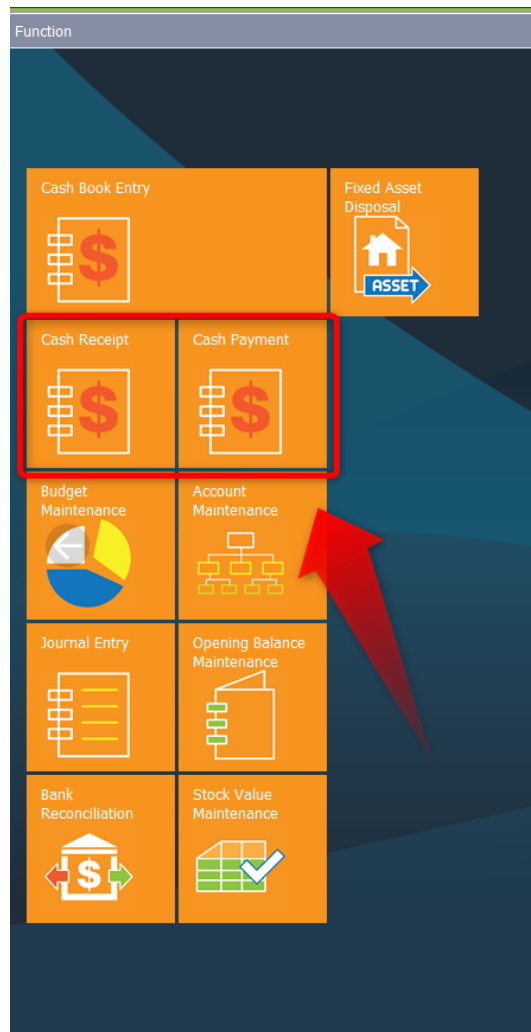 Function
Cash Book Entry
$
Fixed Asset
Disposal
ASSET
Cash Receipt
$
Cash Payment
$
Budget
Maintenance
Account
Maintenance
Journal Entry
Opening Balance
Maintenance
Bank
Reconciliation
$
Stock Value
Maintenance